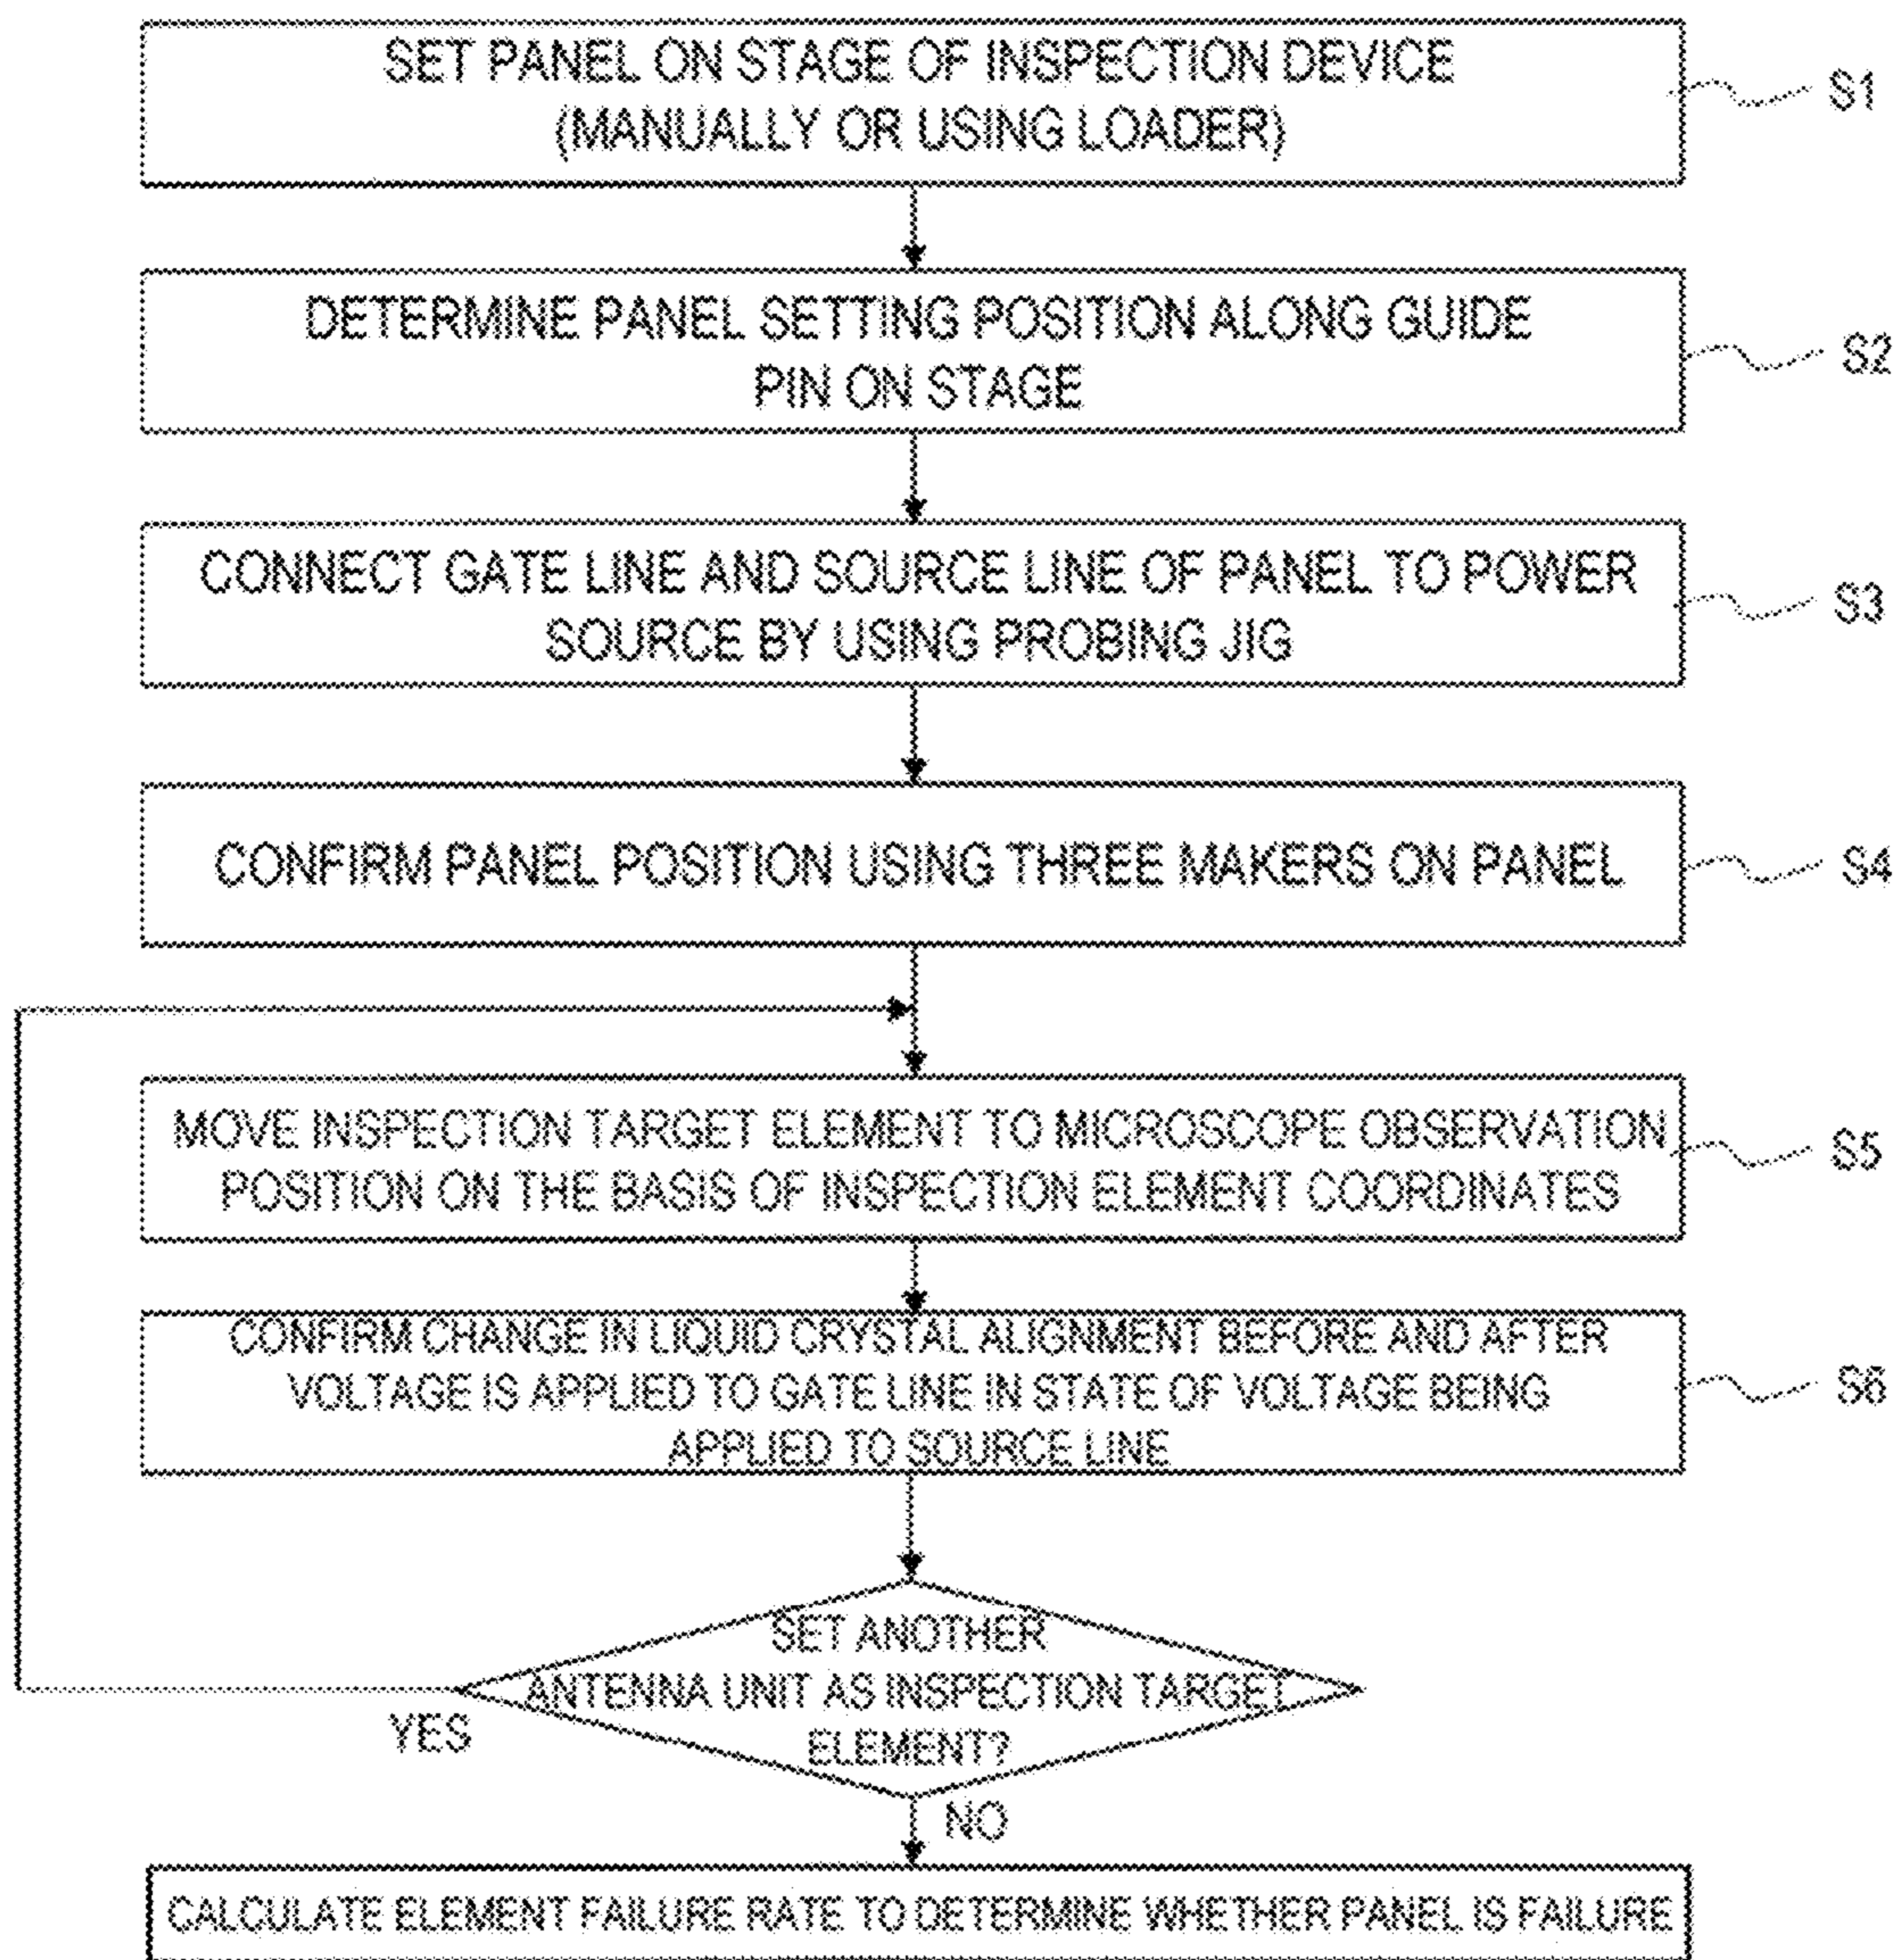 SET PANEL ON STAGE OF INSPECTION DEVICE
(MANUALLY OR USING LOADER)
S1
DETERMINE PANEL SETTING POSITION ALONG GUIDE
PIN ON STAGE
S2
CONNECT GATE LINE AND SOURCE LINE OF PANEL TO POWER
SOURCE BY USING PROBING JIG
S3
CONFIRM PANEL POSITION USING THREE MAKERS ON PANEL
S4
MOVE INSPECTION TARGET ELEMENT TO MICROSCOPE OBSERVATION
POSITION ON THE BASIS OF INSPECTION ELEMENT COORDINATES
S5
CONFIRM CHANGE IN LIQUID CRYSTAL ALIGNMENT BEFORE AND AFTER
VOLTAGE IS APPLIED TO GATE LINE IN STATE OF VOLTAGE BEING
APPLIED TO SOURCE LINE
S6
SET ANOTHER
ANTENNA UNIT AS INSPECTION TARGET
ELEMENT?
YES
NO
CALCULATE ELEMENT FAILURE RATE TO DETERMINE WHETHER PANEL IS FAILURE